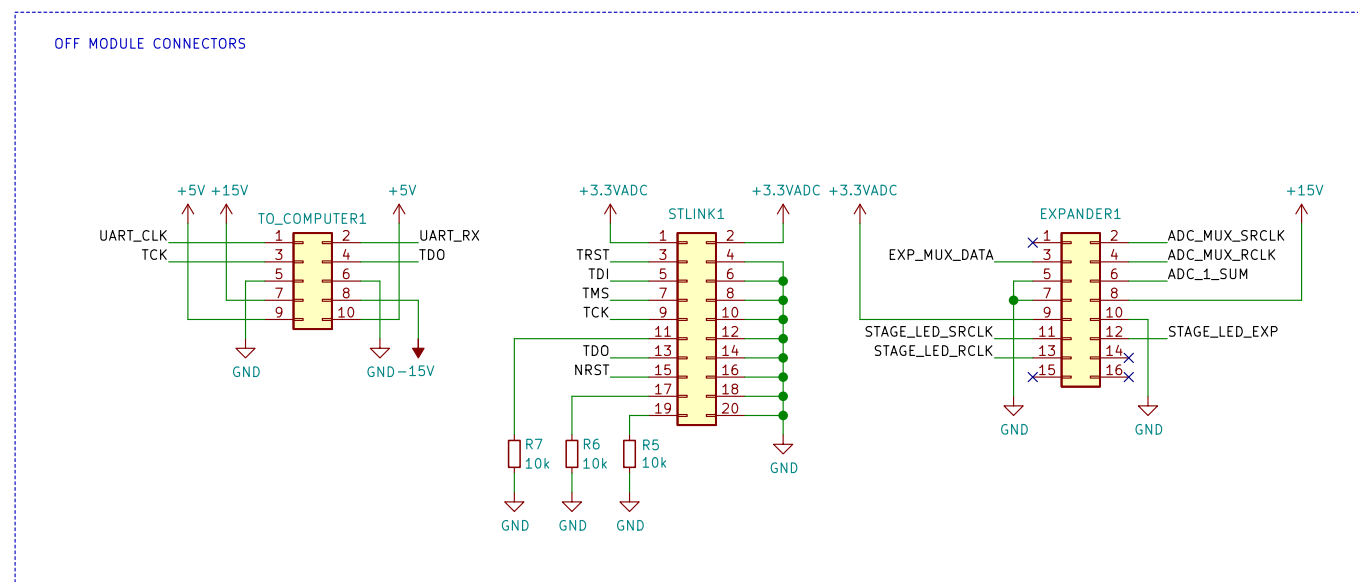 OFF MODULE CONNECTORS
+5V +15V +5V +3.3VADC +3.3VADC +3.3VADC +15V
TO_COMPUTER1 STLINK1 EXPANDER1
UART_CLK 1 2 UART_RX
TCK 3 4 TDO
5 6
7 8
9 10
GND GND -15V
1 2
TRST 3 4
TDI 5 6
TMS 7 8
TCK 9 10
11 12
TDO 13 14
NRST 15 16
17 18
19 20
R7 10k
R6 10k
R5 10k
GND GND GND GND
1 2 ADC_MUX_SRCLK
EXP_MUX_DATA 3 4 ADC_MUX_RCLK
5 6 ADC_1_SUM
7 8
9 10
STAGE_LED_SRCLK 11 12 STAGE_LED_EXP
STAGE_LED_RCLK 13 14
15 16
GND GND